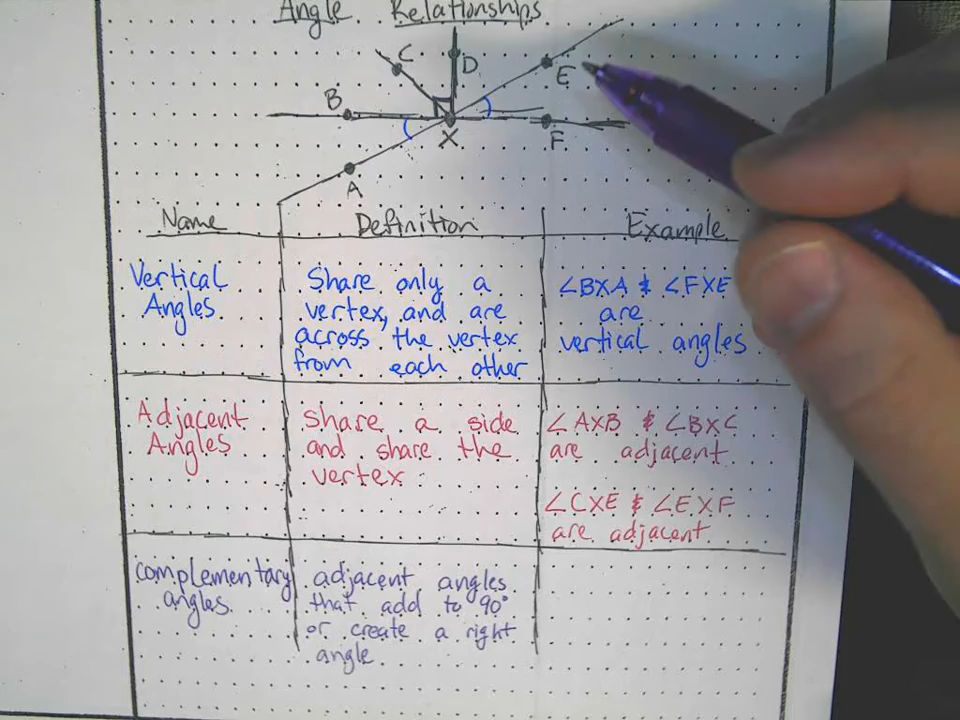 Angle Relationships
C
D
E
B
X
F
A
Name
Definition
Example
Vertical
Angles
Share only a
vertex, and are
across the vertex
from each other
∠BXA & ∠FXE
are
vertical angles
Adjacent
Angles
share a side
and share the
vertex
∠AXB & ∠BXC
are adjacent
∠CXE & ∠EXF
are adjacent
complementary
angles
adjacent angles
that add to 90°
or create a right
angle